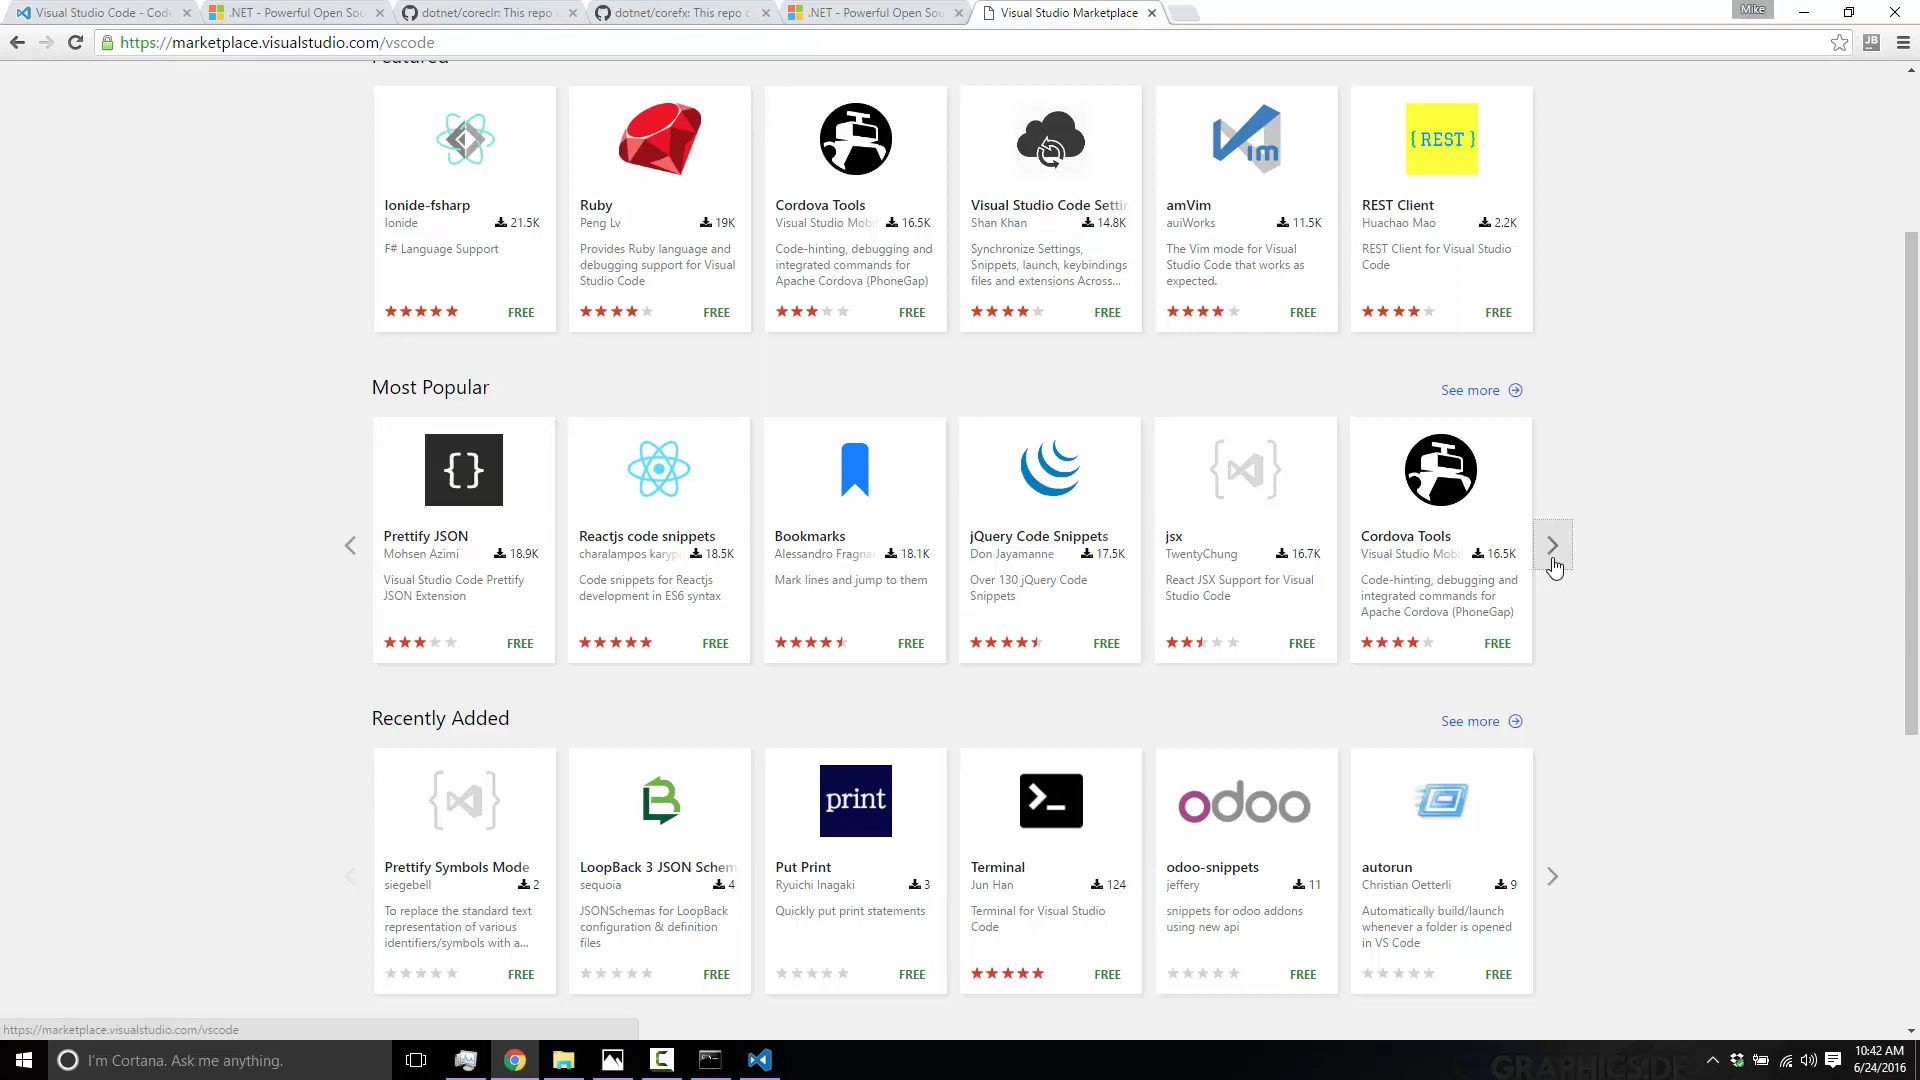 Visual Studio Code - Code
.NET - Powerful Open Sou
dotnet/coreclr: This repo
dotnet/corefx: This repo c
.NET - Powerful Open Sou
Visual Studio Marketplace
Mike
https://marketplace.visualstudio.com/vscode
JB
Featured
{ REST }
Vim
Ionide-fsharp
Ionide 21.5K
F# Language Support
FREE
Ruby
Peng Lv 19K
Provides Ruby language and
debugging support for Visual
Studio Code
FREE
Cordova Tools
Visual Studio Mobi 16.5K
Code-hinting, debugging and
integrated commands for
Apache Cordova (PhoneGap)
FREE
Visual Studio Code Settin
Shan Khan 14.8K
Synchronize Settings,
Snippets, launch, keybindings
files and extensions Across...
FREE
amVim
auiWorks 11.5K
The Vim mode for Visual
Studio Code that works as
expected.
FREE
REST Client
Huachao Mao 2.2K
REST Client for Visual Studio
Code
FREE
Most Popular
See more
{}
Prettify JSON
Mohsen Azimi 18.9K
Visual Studio Code Prettify
JSON Extension
FREE
Reactjs code snippets
charalampos karyp 18.5K
Code snippets for Reactjs
development in ES6 syntax
FREE
Bookmarks
Alessandro Fragnan 18.1K
Mark lines and jump to them
FREE
jQuery Code Snippets
Don Jayamanne 17.5K
Over 130 jQuery Code
Snippets
FREE
jsx
TwentyChung 16.7K
React JSX Support for Visual
Studio Code
FREE
Cordova Tools
Visual Studio Mobi 16.5K
Code-hinting, debugging and
integrated commands for
Apache Cordova (PhoneGap)
FREE
Recently Added
See more
print
odoo
Prettify Symbols Mode
siegebell 2
To replace the standard text
representation of various
identifiers/symbols with a...
FREE
LoopBack 3 JSON Schem
sequoia 4
JSONSchemas for LoopBack
configuration & definition
files
FREE
Put Print
Ryuichi Inagaki 3
Quickly put print statements
FREE
Terminal
Jun Han 124
Terminal for Visual Studio
Code
FREE
odoo-snippets
jeffery 11
snippets for odoo addons
using new api
FREE
autorun
Christian Oetterli 9
Automatically build/launch
whenever a folder is opened
in VS Code
FREE
https://marketplace.visualstudio.com/vscode
I'm Cortana. Ask me anything.
GRAPHICS.DE
10:42 AM
6/24/2016